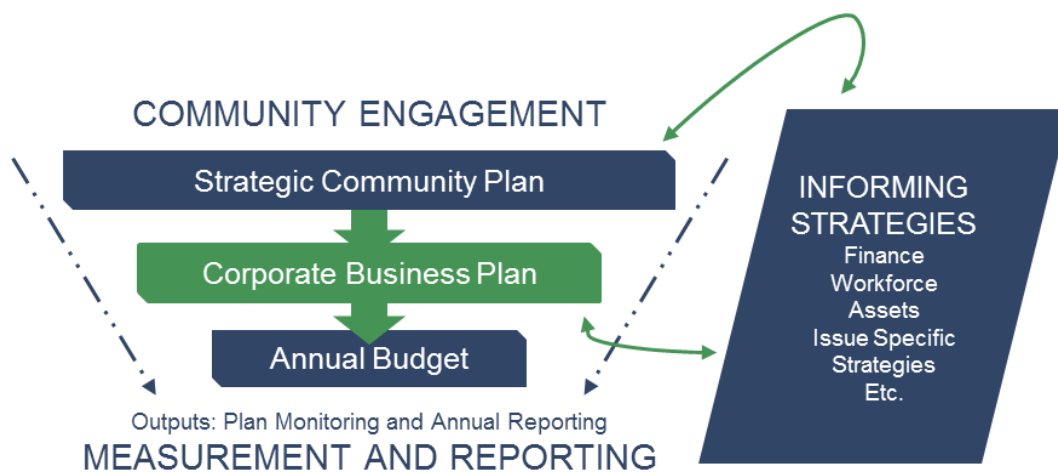 COMMUNITY ENGAGEMENT
Strategic Community Plan
Corporate Business Plan
Annual Budget
Outputs: Plan Monitoring and Annual Reporting
MEASUREMENT AND REPORTING
INFORMING
STRATEGIES
Finance
Workforce
Assets
Issue Specific
Strategies
Etc.